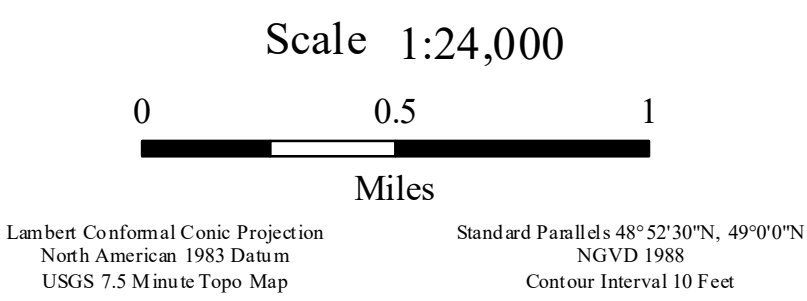 Scale 1:24,000
0 0.5 1
Miles
Lambert Conformal Conic Projection
North American 1983 Datum
USGS 7.5 Minute Topo Map
Standard Parallels 48°52'30"N, 49°0'0"N
NGVD 1988
Contour Interval 10 Feet